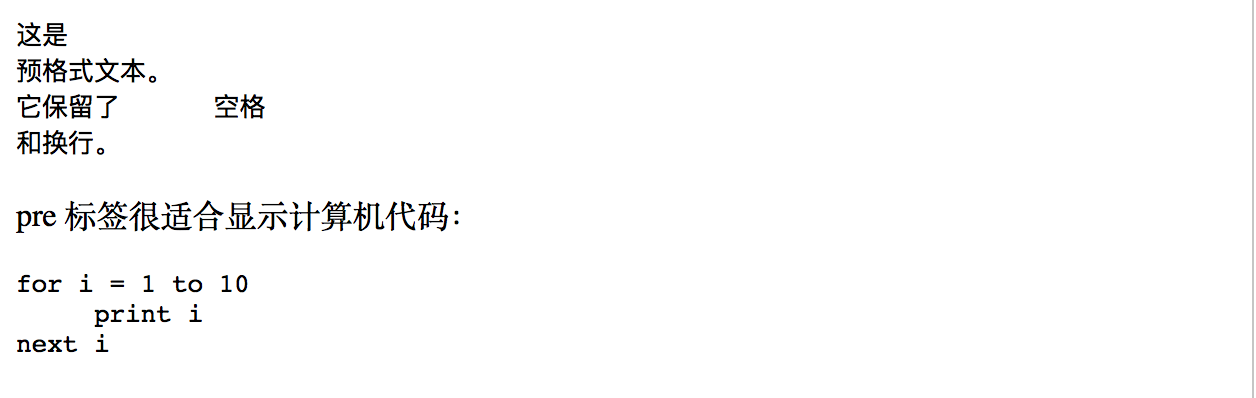 这是
预格式文本。
它保留了      空格
和换行。
pre 标签很适合显示计算机代码：
for i = 1 to 10
     print i
next i